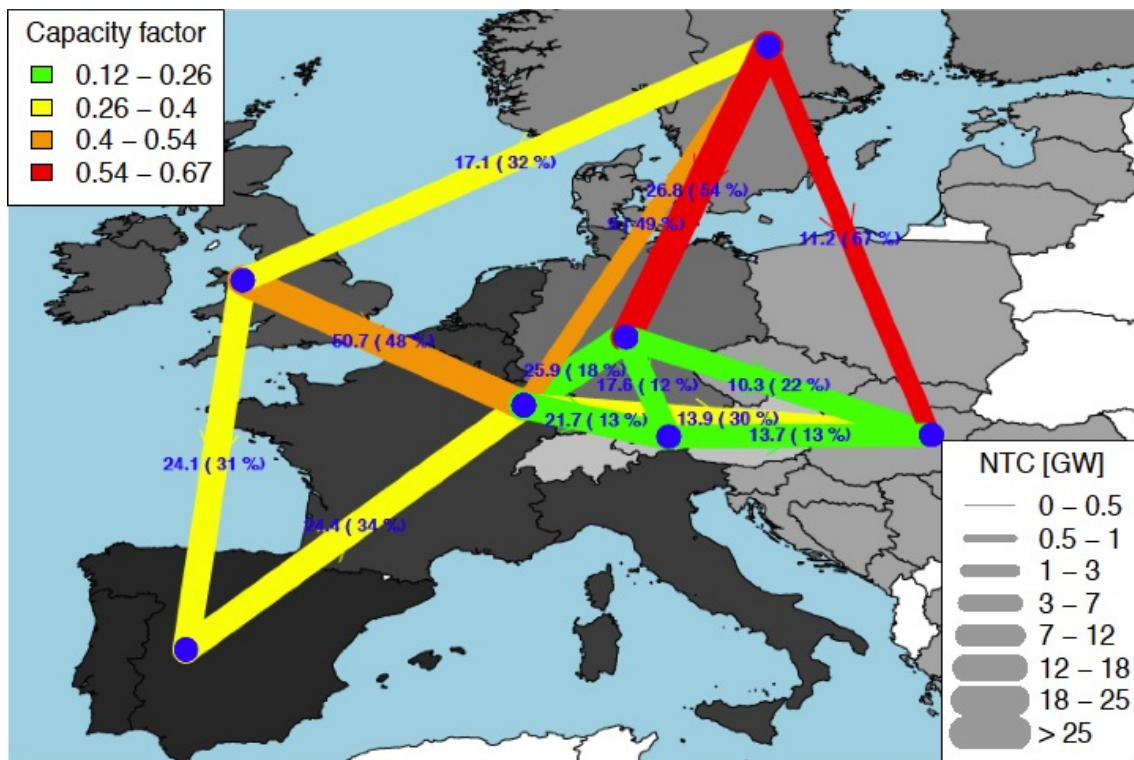 Capacity factor
0.12 – 0.26
0.26 – 0.4
0.4 – 0.54
0.54 – 0.67
17.1 ( 32 %)
26.8 ( 54 %)
9 ( 49 %)
11.2 ( 67 %)
50.7 ( 48 %)
25.9 ( 18 %)
17.6 ( 12 %)
10.3 ( 22 %)
21.7 ( 13 %)
13.9 ( 30 %)
13.7 ( 13 %)
24.1 ( 31 %)
24.4 ( 34 %)
NTC [GW]
0 – 0.5
0.5 – 1
1 – 3
3 – 7
7 – 12
12 – 18
18 – 25
> 25